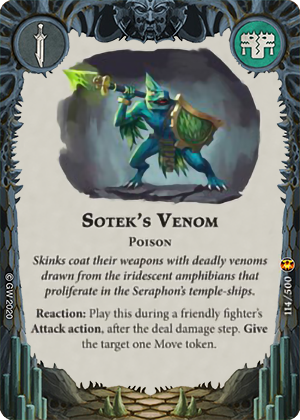 SOTEK'S VENOM
POISON
Skinks coat their weapons with deadly venoms
drawn from the iridescent amphibians that
proliferate in the Seraphon's temple-ships.
Reaction: Play this during a friendly fighter's
Attack action, after the deal damage step. Give
the target one Move token.
© GW 2020
114/500